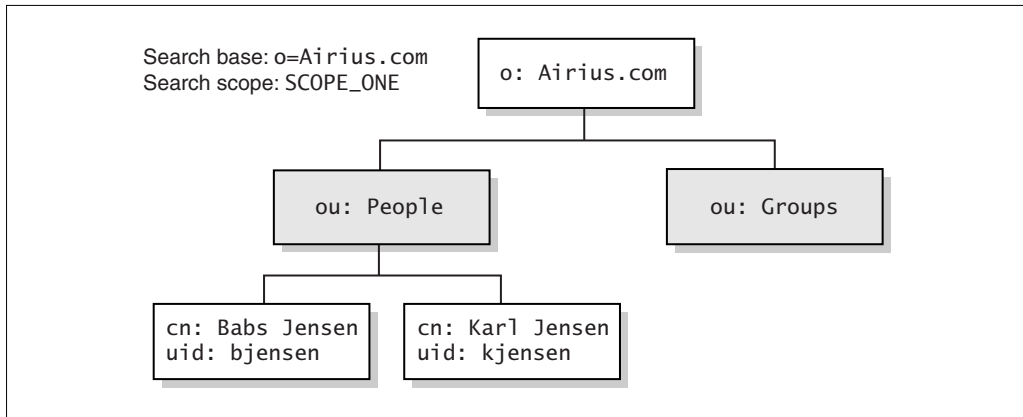 Search base: o=Airius.com
Search scope: SCOPE_ONE
o: Airius.com
ou: People
ou: Groups
cn: Babs Jensen
uid: bjensen
cn: Karl Jensen
uid: kjensen